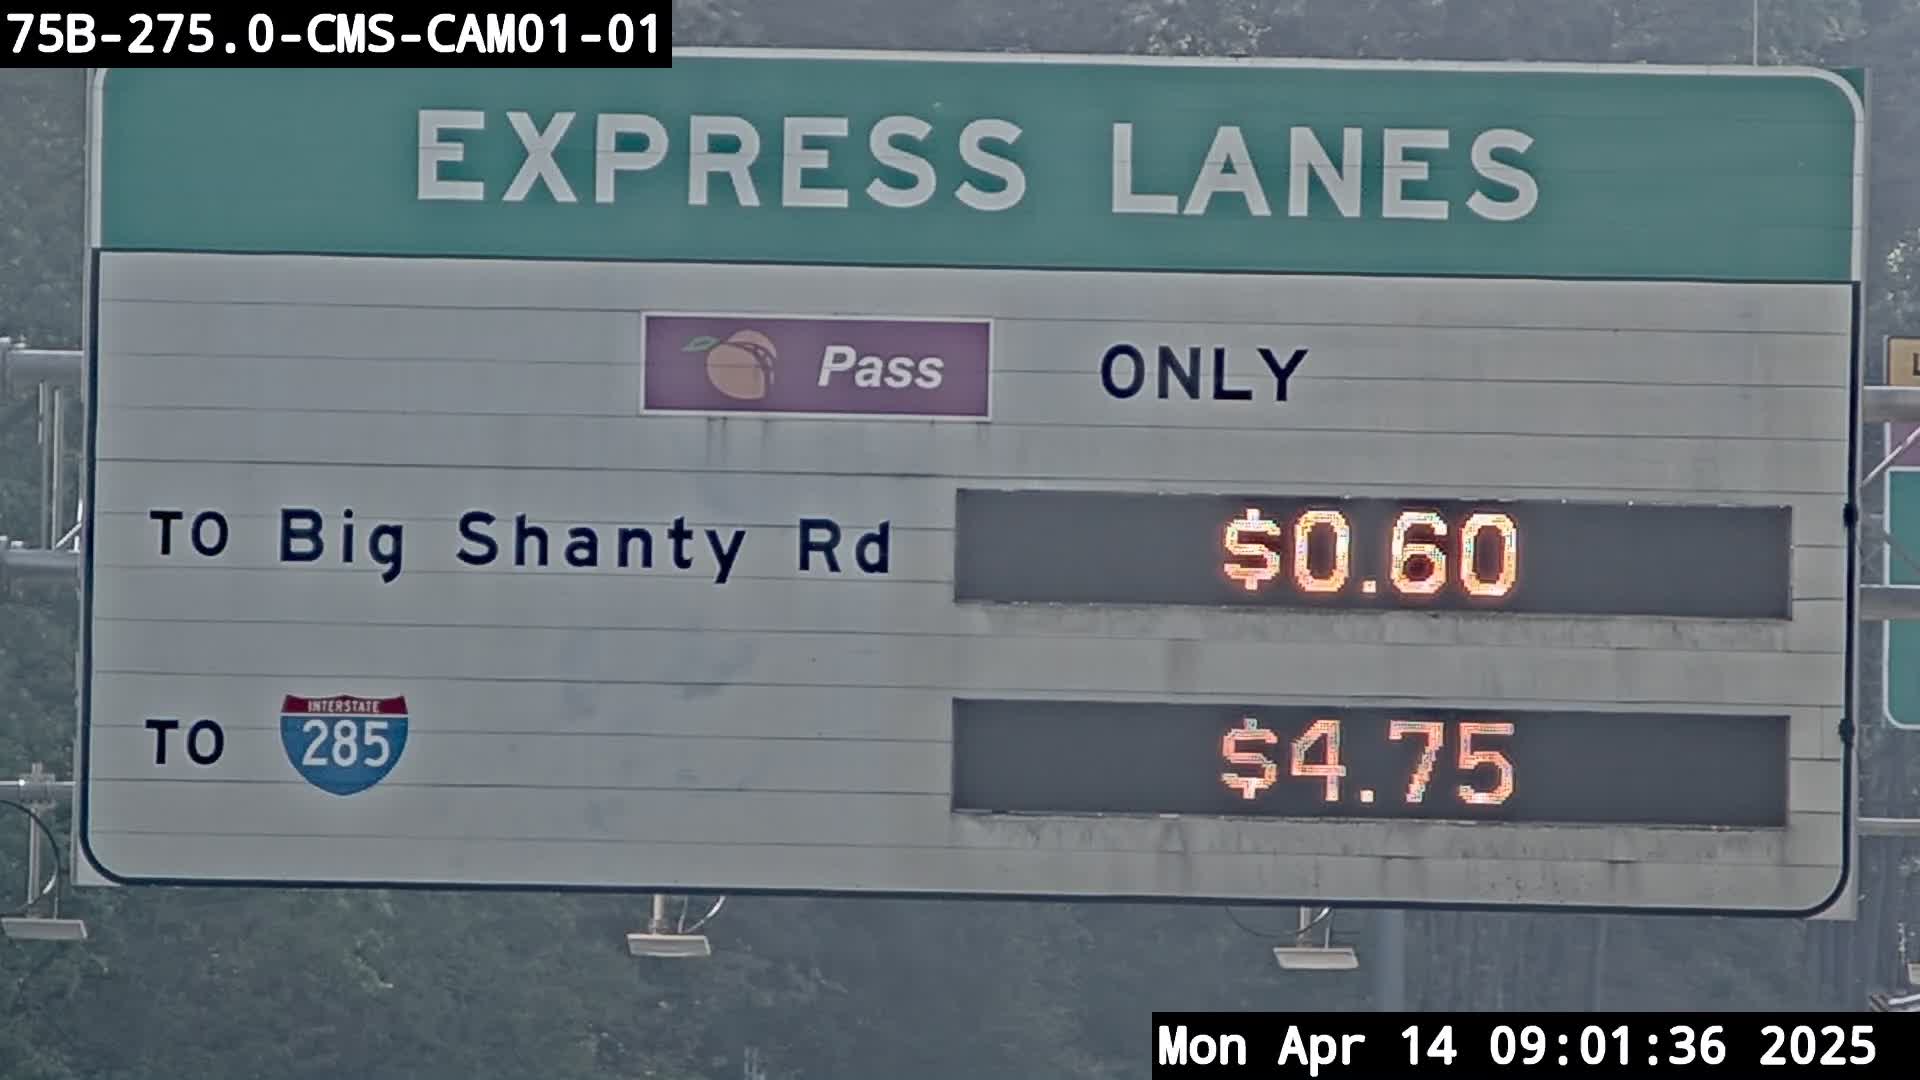 75B-275.0-CMS-CAM01-01
EXPRESS LANES
Pass ONLY
TO Big Shanty Rd $0.60
TO INTERSTATE 285 $4.75
Mon Apr 14 09:01:36 2025